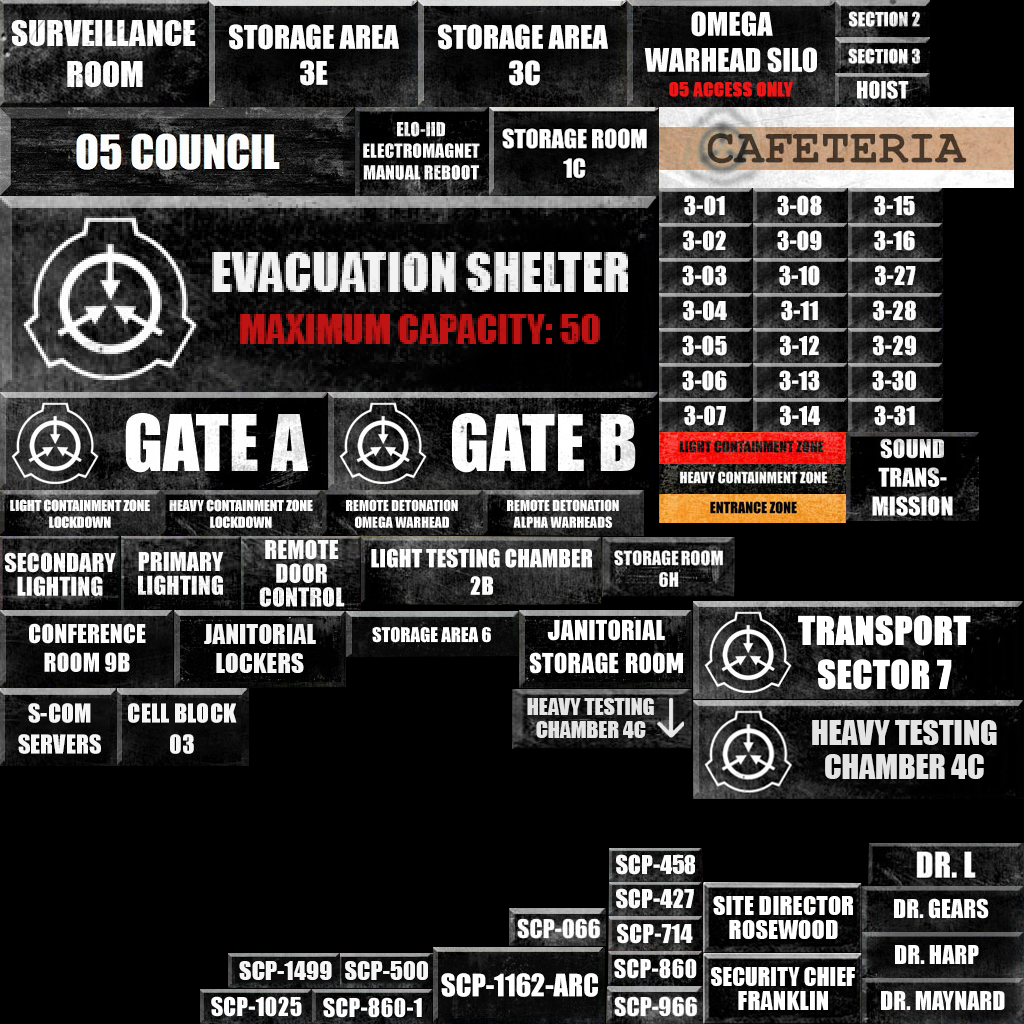 SURVEILLANCE
ROOM
STORAGE AREA
3E
STORAGE AREA
3C
OMEGA
WARHEAD SILO
05 ACCESS ONLY
SECTION 2
SECTION 3
HOIST
05 COUNCIL
ELO-IID
ELECTROMAGNET
MANUAL REBOOT
STORAGE ROOM
1C
CAFETERIA
EVACUATION SHELTER
MAXIMUM CAPACITY: 50
3-01
3-08
3-15
3-02
3-09
3-16
3-03
3-10
3-27
3-04
3-11
3-28
3-05
3-12
3-29
3-06
3-13
3-30
3-07
3-14
3-31
GATE A
GATE B
LIGHT CONTAINMENT ZONE
HEAVY CONTAINMENT ZONE
ENTRANCE ZONE
SOUND
TRANS-
MISSION
LIGHT CONTAINMENT ZONE
LOCKDOWN
HEAVY CONTAINMENT ZONE
LOCKDOWN
REMOTE DETONATION
OMEGA WARHEAD
REMOTE DETONATION
ALPHA WARHEADS
SECONDARY
LIGHTING
PRIMARY
LIGHTING
REMOTE
DOOR
CONTROL
LIGHT TESTING CHAMBER
2B
STORAGE ROOM
6H
CONFERENCE
ROOM 9B
JANITORIAL
LOCKERS
STORAGE AREA 6
JANITORIAL
STORAGE ROOM
TRANSPORT
SECTOR 7
S-COM
SERVERS
CELL BLOCK
03
HEAVY TESTING
CHAMBER 4C
HEAVY TESTING
CHAMBER 4C
SCP-458
SCP-427
SCP-066
SCP-714
SCP-1499
SCP-500
SCP-1162-ARC
SCP-860
SCP-1025
SCP-860-1
SCP-966
SITE DIRECTOR
ROSEWOOD
SECURITY CHIEF
FRANKLIN
DR. L
DR. GEARS
DR. HARP
DR. MAYNARD